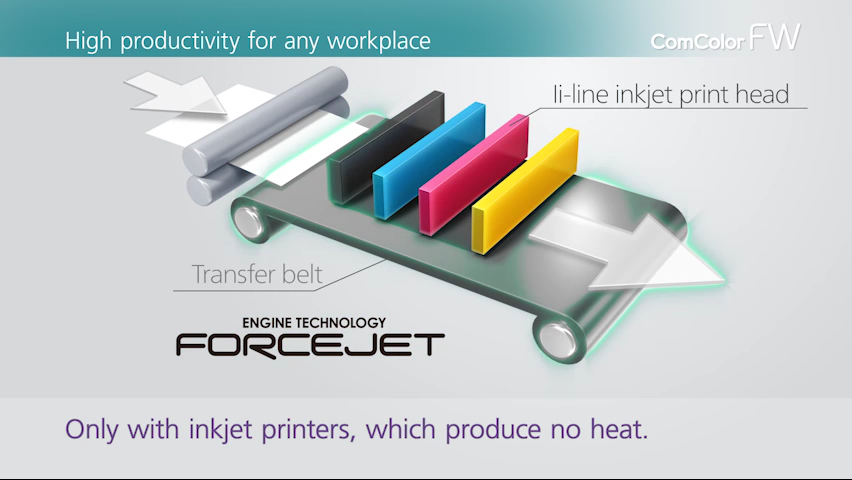 High productivity for any workplace
ComColor FW
Ii-line inkjet print head
Transfer belt
ENGINE TECHNOLOGY
FORCEJET
Only with inkjet printers, which produce no heat.